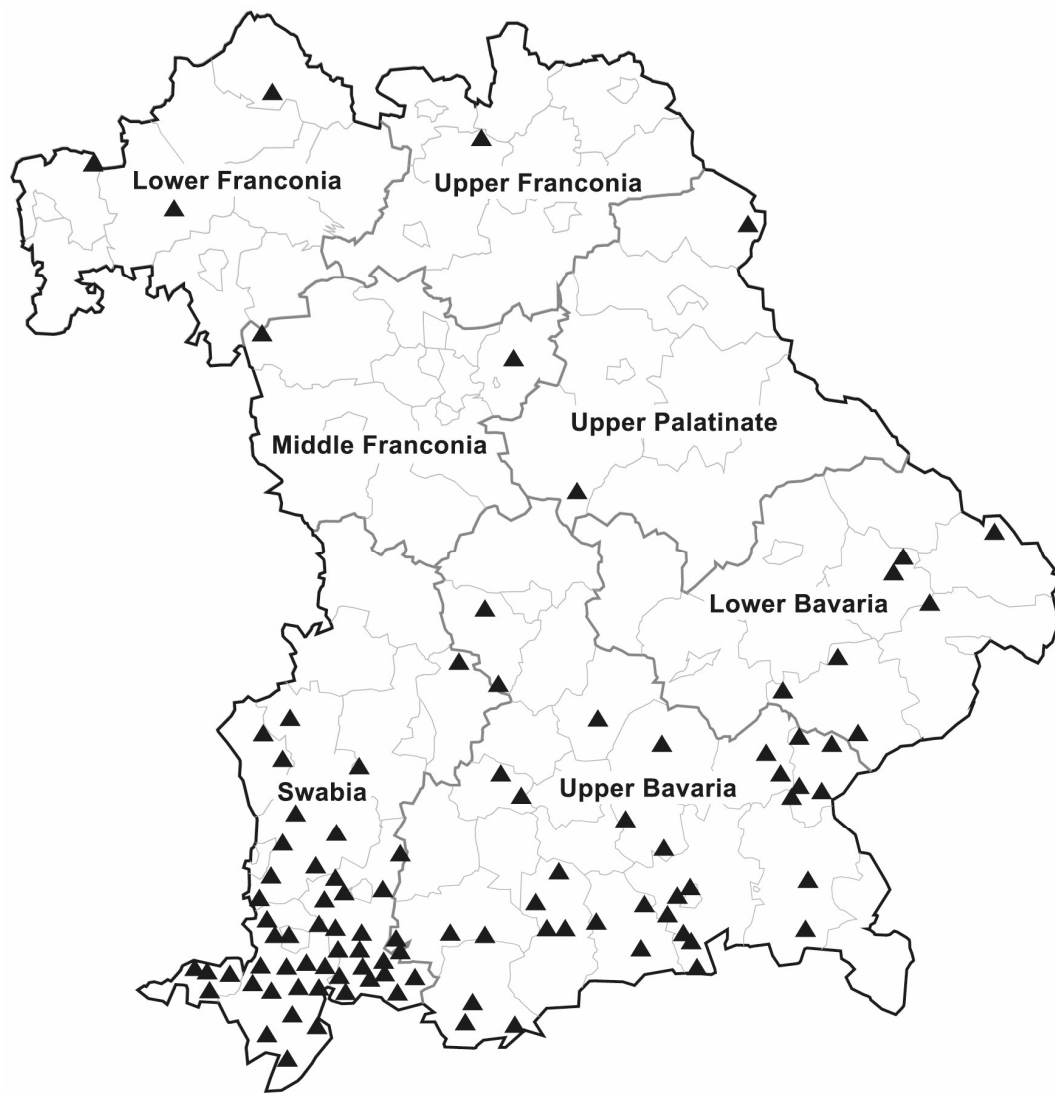 Lower Franconia
Upper Franconia
Upper Palatinate
Middle Franconia
Lower Bavaria
Swabia
Upper Bavaria